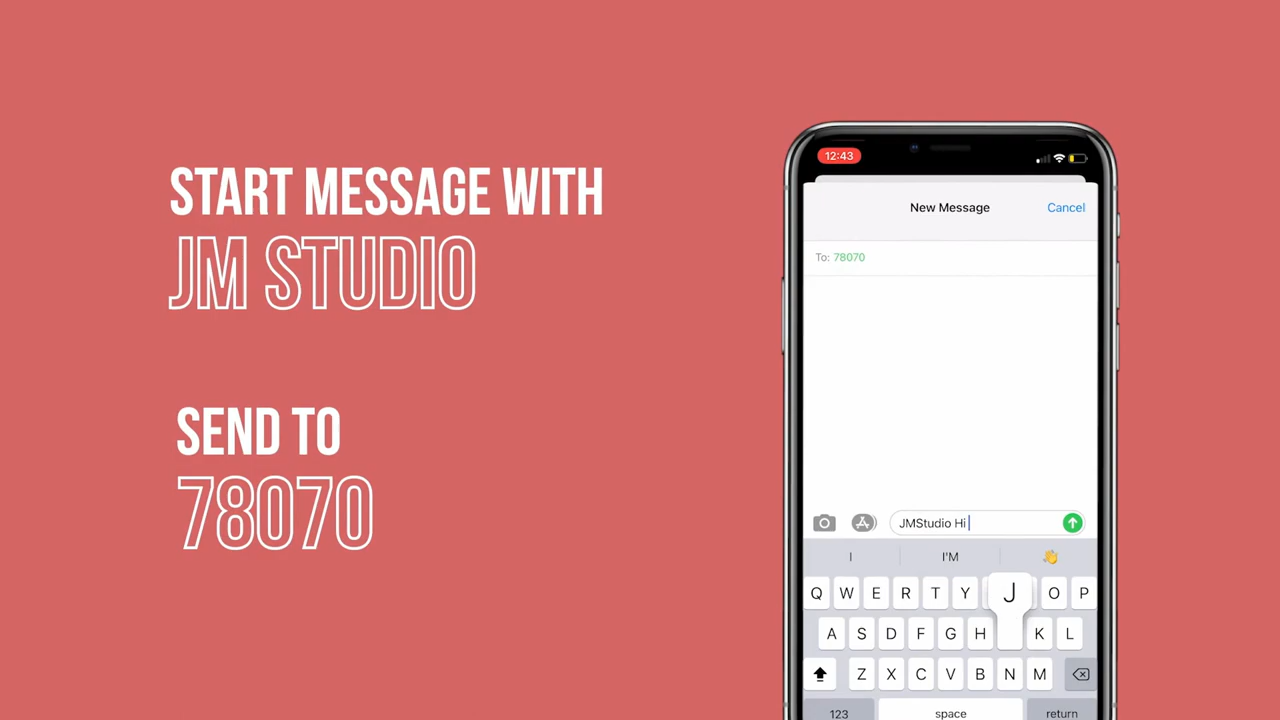 START MESSAGE WITH
JM STUDIO
SEND TO
78070
12:43
New Message
Cancel
To: 78070
JMStudio Hi
I
I'M
Q W E R T Y J O P
A S D F G H K L
Z X C V B N M
123
space
return